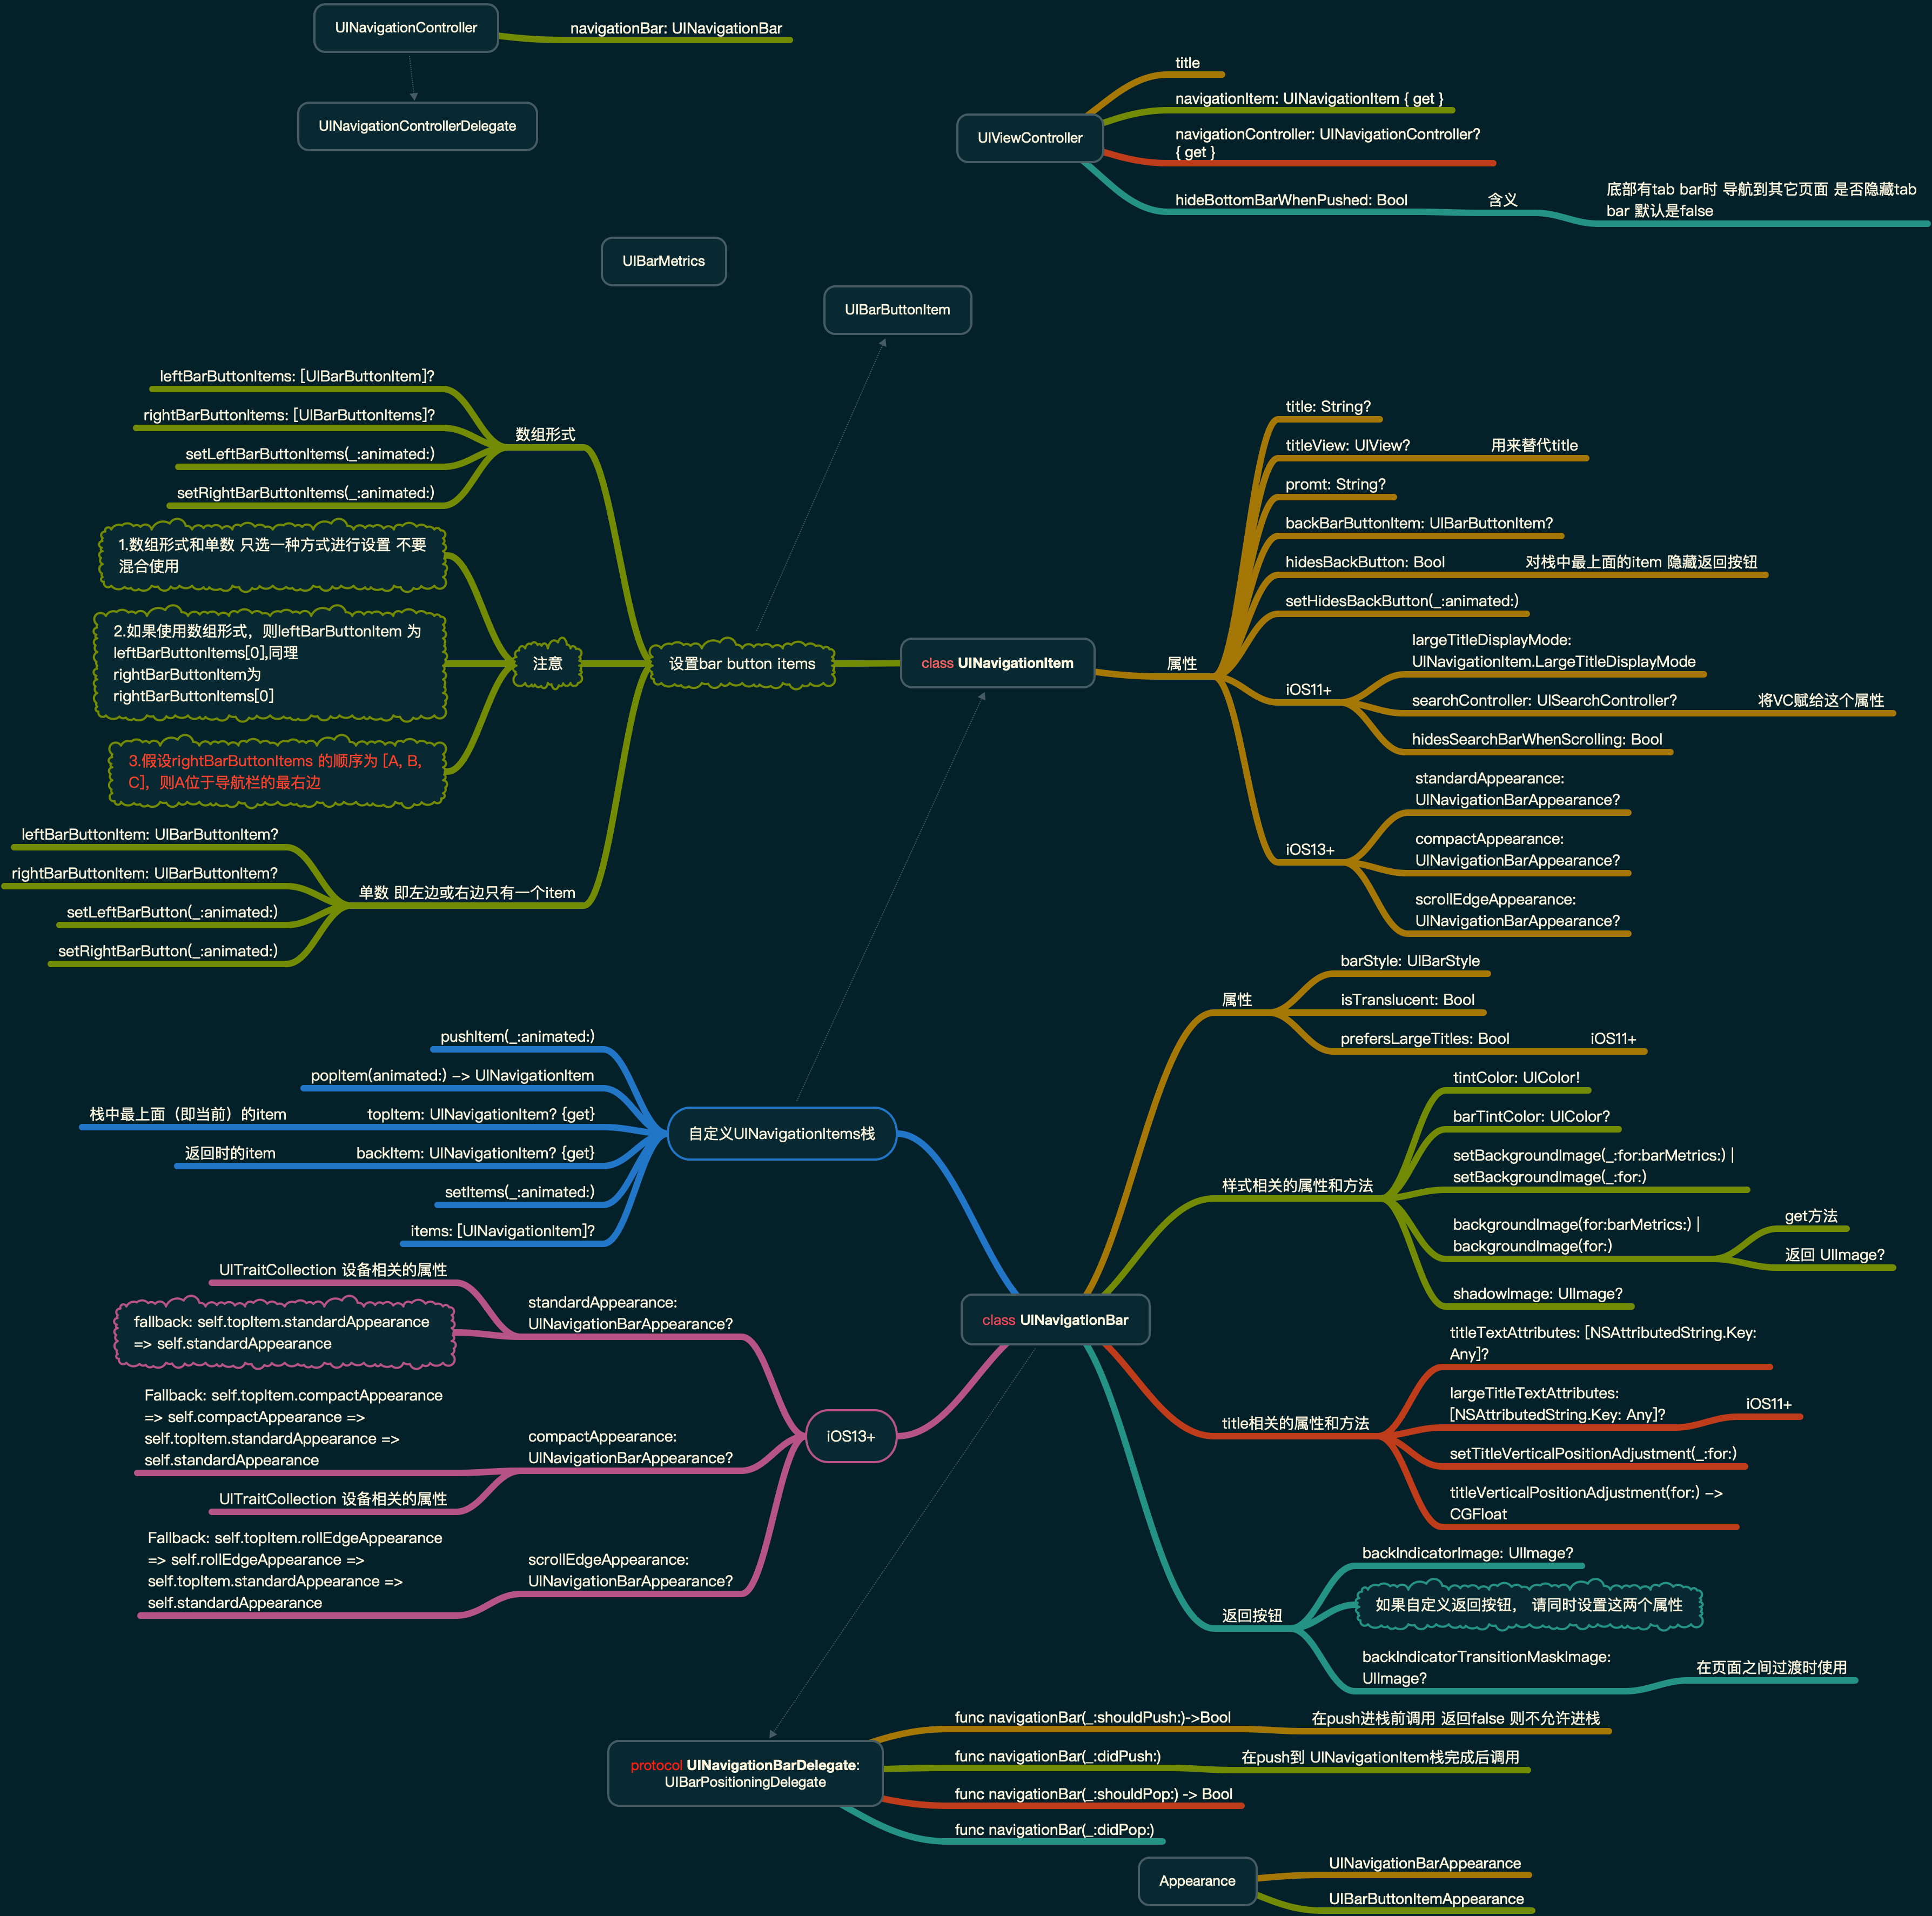 UINavigationController
navigationBar: UINavigationBar
UINavigationControllerDelegate
title
navigationItem: UINavigationItem { get }
UIViewController
navigationController: UINavigationController?
{ get }
hideBottomBarWhenPushed: Bool
含义
底部有tab bar时 导航到其它页面 是否隐藏tab
bar 默认是false
UIBarMetrics
UIBarButtonItem
leftBarButtonItems: [UIBarButtonItem]?
rightBarButtonItems: [UIBarButtonItems]?
数组形式
setLeftBarButtonItems(_:animated:)
setRightBarButtonItems(_:animated:)
1.数组形式和单数 只选一种方式进行设置 不要
混合使用
2.如果使用数组形式，则leftBarButtonItem 为
leftBarButtonItems[0],同理
rightBarButtonItem为
rightBarButtonItems[0]
注意
3.假设rightBarButtonItems 的顺序为 [A, B,
C]，则A位于导航栏的最右边
leftBarButtonItem: UIBarButtonItem?
rightBarButtonItem: UIBarButtonItem?
单数 即左边或右边只有一个item
setLeftBarButton(_:animated:)
setRightBarButton(_:animated:)
设置bar button items
class UINavigationItem
属性
title: String?
titleView: UIView?
用来替代title
promt: String?
backBarButtonItem: UIBarButtonItem?
hidesBackButton: Bool
对栈中最上面的item 隐藏返回按钮
setHidesBackButton(_:animated:)
iOS11+
largeTitleDisplayMode:
UINavigationItem.LargeTitleDisplayMode
searchController: UISearchController?
将VC赋给这个属性
hidesSearchBarWhenScrolling: Bool
iOS13+
standardAppearance:
UINavigationBarAppearance?
compactAppearance:
UINavigationBarAppearance?
scrollEdgeAppearance:
UINavigationBarAppearance?
pushItem(_:animated:)
popItem(animated:) -> UINavigationItem
栈中最上面（即当前）的item
topItem: UINavigationItem? {get}
返回时的item
backItem: UINavigationItem? {get}
setItems(_:animated:)
items: [UINavigationItem]?
自定义UINavigationItems栈
UITraitCollection 设备相关的属性
fallback: self.topItem.standardAppearance
=> self.standardAppearance
standardAppearance:
UINavigationBarAppearance?
Fallback: self.topItem.compactAppearance
=> self.compactAppearance =>
self.topItem.standardAppearance =>
self.standardAppearance
compactAppearance:
UINavigationBarAppearance?
UITraitCollection 设备相关的属性
Fallback: self.topItem.rollEdgeAppearance
=> self.rollEdgeAppearance =>
self.topItem.standardAppearance =>
self.standardAppearance
scrollEdgeAppearance:
UINavigationBarAppearance?
iOS13+
class UINavigationBar
属性
barStyle: UIBarStyle
isTranslucent: Bool
prefersLargeTitles: Bool
iOS11+
样式相关的属性和方法
tintColor: UIColor!
barTintColor: UIColor?
setBackgroundImage(_:for:barMetrics:) |
setBackgroundImage(_:for:)
backgroundImage(for:barMetrics:) |
backgroundImage(for:)
get方法
返回 UIImage?
shadowImage: UIImage?
title相关的属性和方法
titleTextAttributes: [NSAttributedString.Key:
Any]?
largeTitleTextAttributes:
[NSAttributedString.Key: Any]?
iOS11+
setTitleVerticalPositionAdjustment(_:for:)
titleVerticalPositionAdjustment(for:) ->
CGFloat
返回按钮
backIndicatorImage: UIImage?
如果自定义返回按钮， 请同时设置这两个属性
backIndicatorTransitionMaskImage:
UIImage?
在页面之间过渡时使用
protocol UINavigationBarDelegate:
UIBarPositioningDelegate
func navigationBar(_:shouldPush:)->Bool
在push进栈前调用 返回false 则不允许进栈
func navigationBar(_:didPush:)
在push到 UINavigationItem栈完成后调用
func navigationBar(_:shouldPop:) -> Bool
func navigationBar(_:didPop:)
Appearance
UINavigationBarAppearance
UIBarButtonItemAppearance